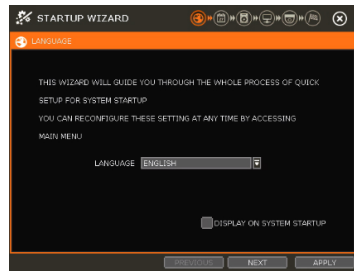 STARTUP WIZARD
LANGUAGE
THIS WIZARD WILL GUIDE YOU THROUGH THE WHOLE PROCESS OF QUICK
SETUP FOR SYSTEM STARTUP
YOU CAN RECONFIGURE THESE SETTING AT ANY TIME BY ACCESSING
MAIN MENU
LANGUAGE ENGLISH
DISPLAY ON SYSTEM STARTUP
PREVIOUS NEXT APPLY